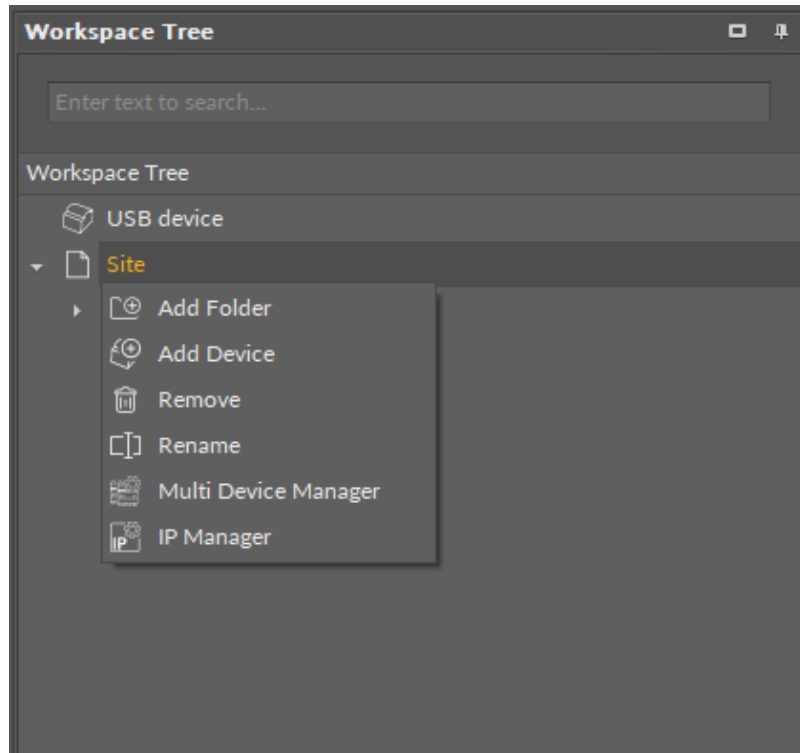 Workspace Tree
Enter text to search...
Workspace Tree
USB device
Site
Add Folder
Add Device
Remove
Rename
Multi Device Manager
IP IP Manager